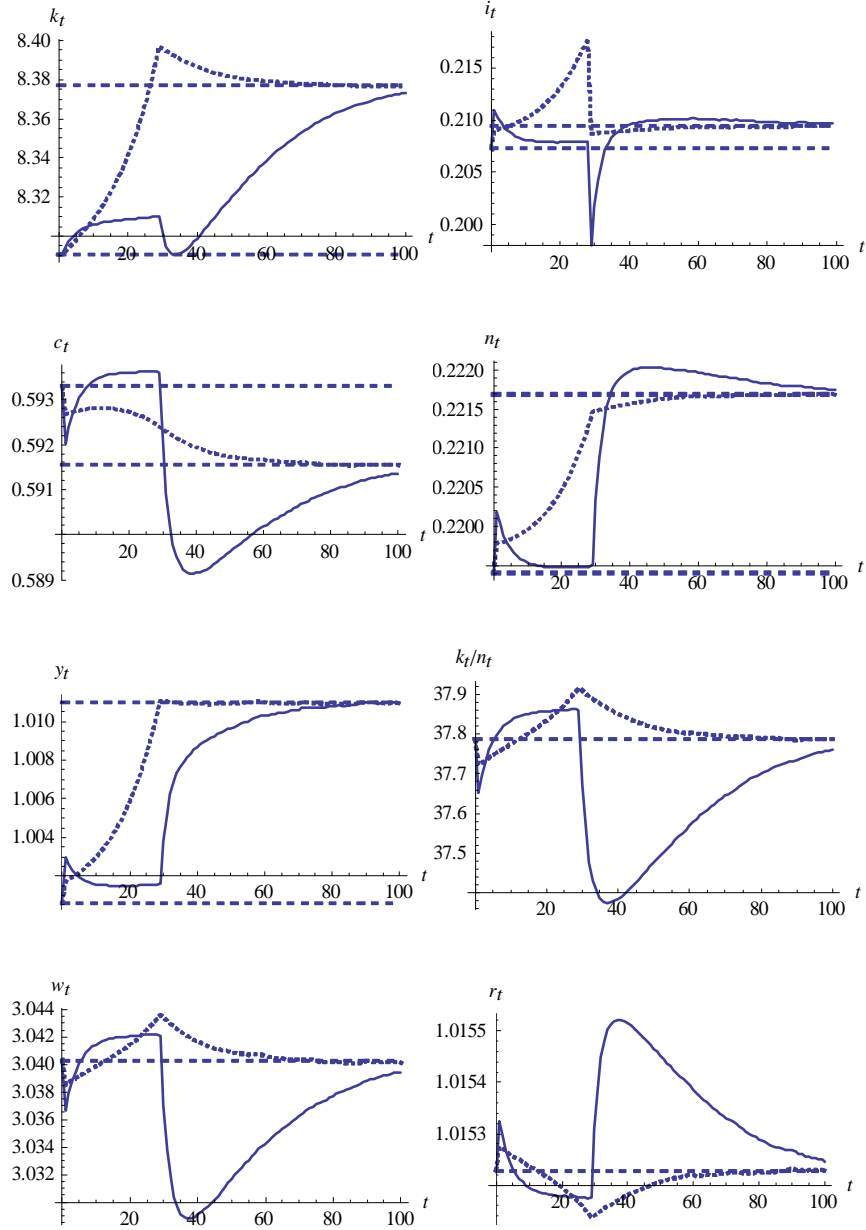 k_t
8.40
8.38
8.36
8.34
8.32
20 40 60 80 100 t
i_t
0.215
0.210
0.205
0.200
20 40 60 80 100 t
c_t
0.593
0.592
0.591
0.589
20 40 60 80 100 t
n_t
0.2220
0.2215
0.2210
0.2205
0.2200
20 40 60 80 100 t
y_t
1.010
1.008
1.006
1.004
20 40 60 80 100 t
k_t/n_t
37.9
37.8
37.7
37.6
37.5
20 40 60 80 100 t
w_t
3.044
3.042
3.040
3.038
3.036
3.034
3.032
3.030
20 40 60 80 100 t
r_t
1.0155
1.0154
1.0153
20 40 60 80 100 t